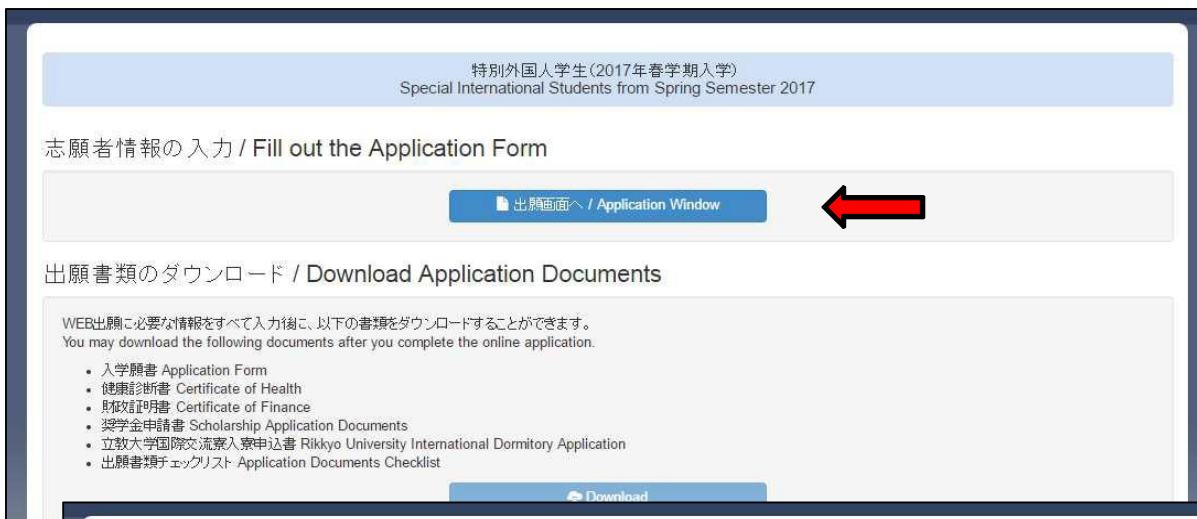 特別外国人学生(2017年春学期入学)
Special International Students from Spring Semester 2017
志願者情報の入力 / Fill out the Application Form
出願画面へ / Application Window
出願書類のダウンロード / Download Application Documents
WEB出願に必要な情報をすべて入力後に、以下の書類をダウンロードすることができます。
You may download the following documents after you complete the online application.
• 入学願書 Application Form
• 健康診断書 Certificate of Health
• 財政証明書 Certificate of Finance
• 奨学金申請書 Scholarship Application Documents
• 立教大学国際交流寮入寮申込書 Rikkyo University International Dormitory Application
• 出願書類チェックリスト Application Documents Checklist
Download